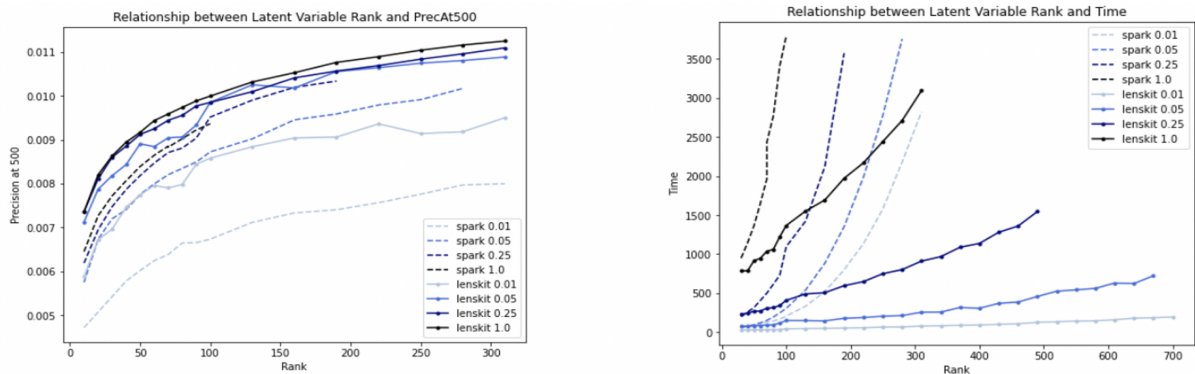 Relationship between Latent Variable Rank and PrecAt500
0.011
0.010
0.009
0.008
0.007
0.006
0.005
Precision at 500
0
50
100
150
200
250
300
Rank
spark 0.01
spark 0.05
spark 0.25
spark 1.0
lenskit 0.01
lenskit 0.05
lenskit 0.25
lenskit 1.0
Relationship between Latent Variable Rank and Time
3500
3000
2500
2000
1500
1000
500
0
Time
0
100
200
300
400
500
600
700
Rank
spark 0.01
spark 0.05
spark 0.25
spark 1.0
lenskit 0.01
lenskit 0.05
lenskit 0.25
lenskit 1.0